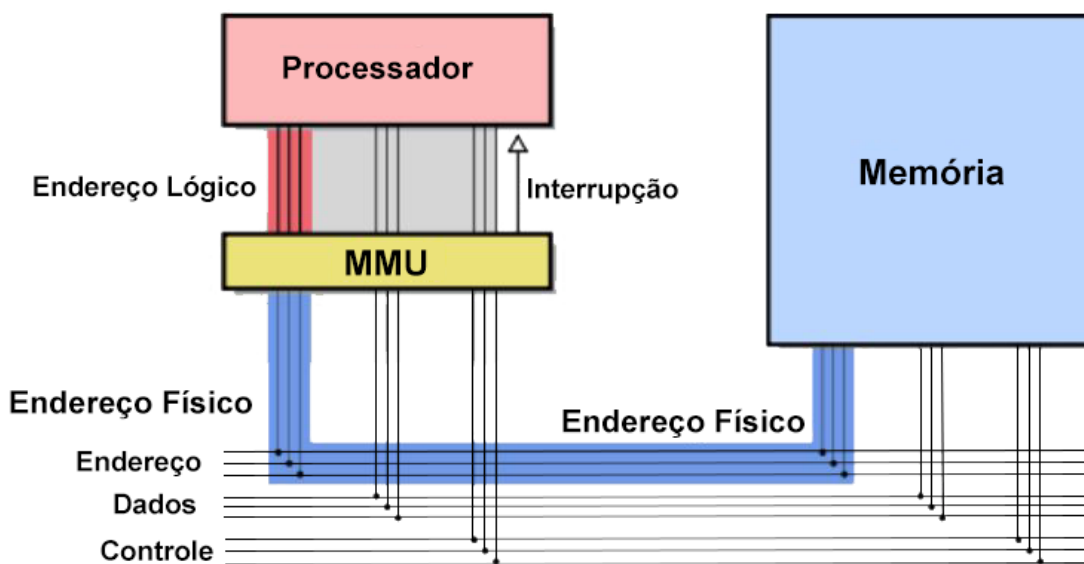 Processador
Memória
Endereço Lógico
Interrupção
MMU
Endereço Físico
Endereço Físico
Endereço
Dados
Controle